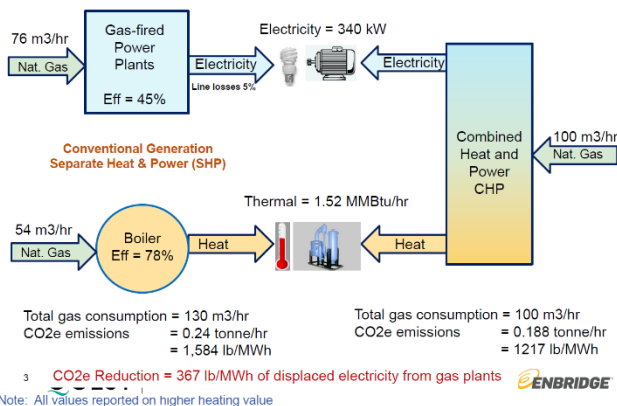 76 m3/hr
Nat. Gas
Gas-fired
Power
Plants
Eff = 45%
Electricity
Line losses 5%
Electricity = 340 kW
Electricity
Combined
Heat and
Power
CHP
100 m3/hr
Nat. Gas
Conventional Generation
Separate Heat & Power (SHP)
Thermal = 1.52 MMBtu/hr
54 m3/hr
Nat. Gas
Boiler
Eff = 78%
Heat
Heat
Total gas consumption = 130 m3/hr
CO2e emissions = 0.24 tonne/hr
= 1,584 lb/MWh
Total gas consumption = 100 m3/hr
CO2e emissions = 0.188 tonne/hr
= 1217 lb/MWh
3 CO2e Reduction = 367 lb/MWh of displaced electricity from gas plants
ENBRIDGE
Note: All values reported on higher heating value